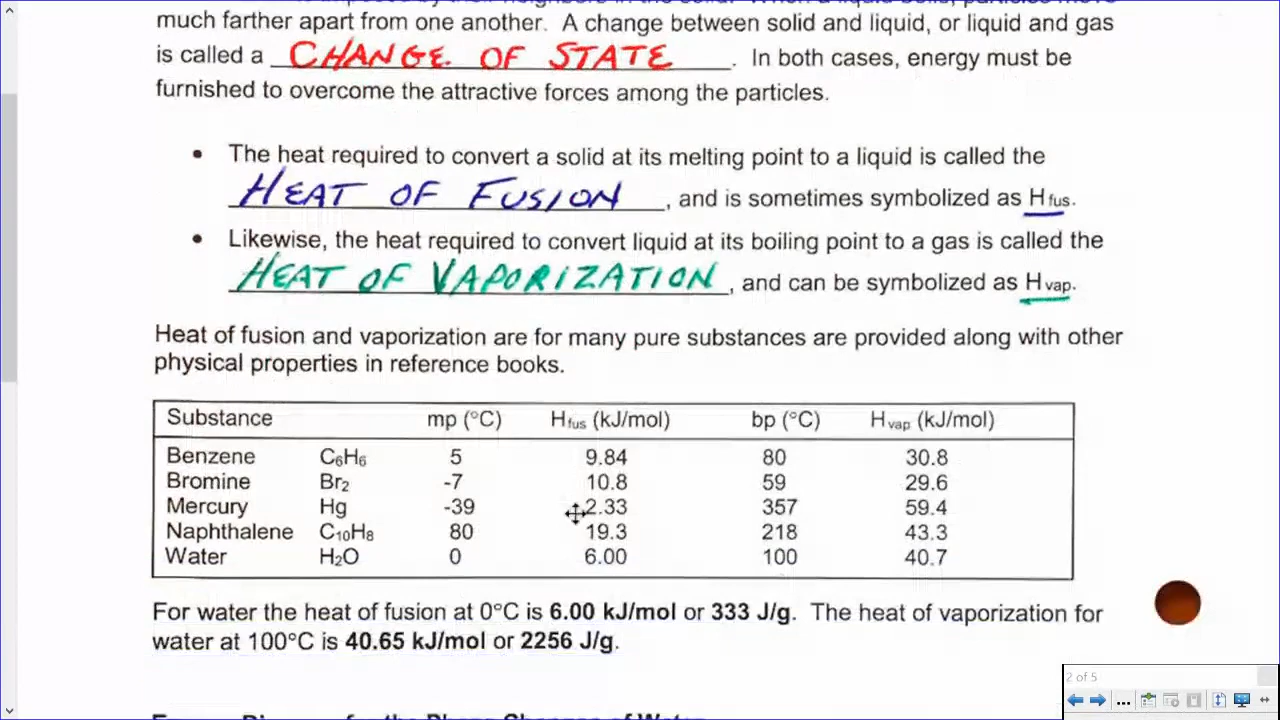 much farther apart from one another. A change between solid and liquid, or liquid and gas
is called a CHANGE OF STATE. In both cases, energy must be
furnished to overcome the attractive forces among the particles.
• The heat required to convert a solid at its melting point to a liquid is called the
HEAT OF FUSION, and is sometimes symbolized as Hfus.
• Likewise, the heat required to convert liquid at its boiling point to a gas is called the
HEAT OF VAPORIZATION, and can be symbolized as Hvap.
Heat of fusion and vaporization are for many pure substances are provided along with other
physical properties in reference books.
Substance mp (°C) Hfus (kJ/mol) bp (°C) Hvap (kJ/mol)
Benzene C6H6 5 9.84 80 30.8
Bromine Br2 -7 10.8 59 29.6
Mercury Hg -39 2.33 357 59.4
Naphthalene C10H8 80 19.3 218 43.3
Water H2O 0 6.00 100 40.7
For water the heat of fusion at 0°C is 6.00 kJ/mol or 333 J/g. The heat of vaporization for
water at 100°C is 40.65 kJ/mol or 2256 J/g.
2 of 5